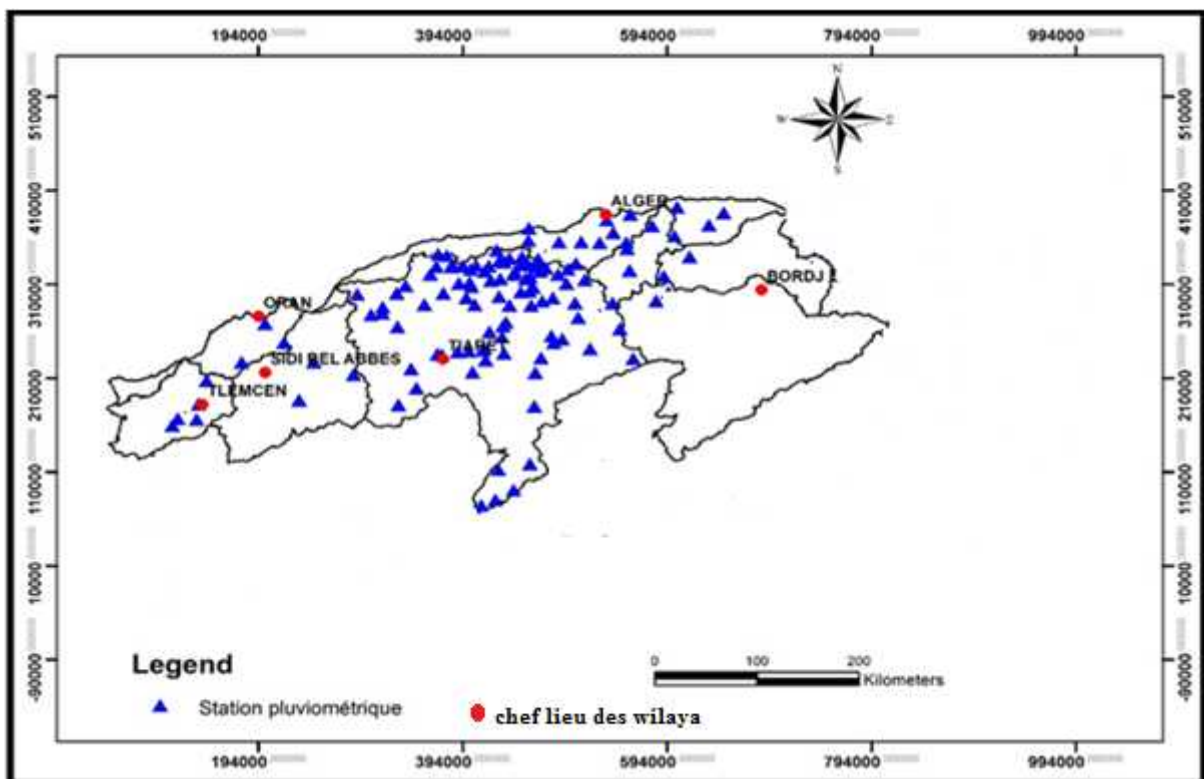 194000 394000 594000 794000 994000
510000 510000
N
W E
S
410000 410000
ALGER
310000 310000
BORDJ
ORAN
TIARET
SIDI BEL ABBES
210000 210000
TLEMCEN
110000 110000
10000 10000
-90000 -90000
Legend
0 100 200
Kilometers
Station pluviométrique
chef lieu des wilaya
194000 394000 594000 794000 994000